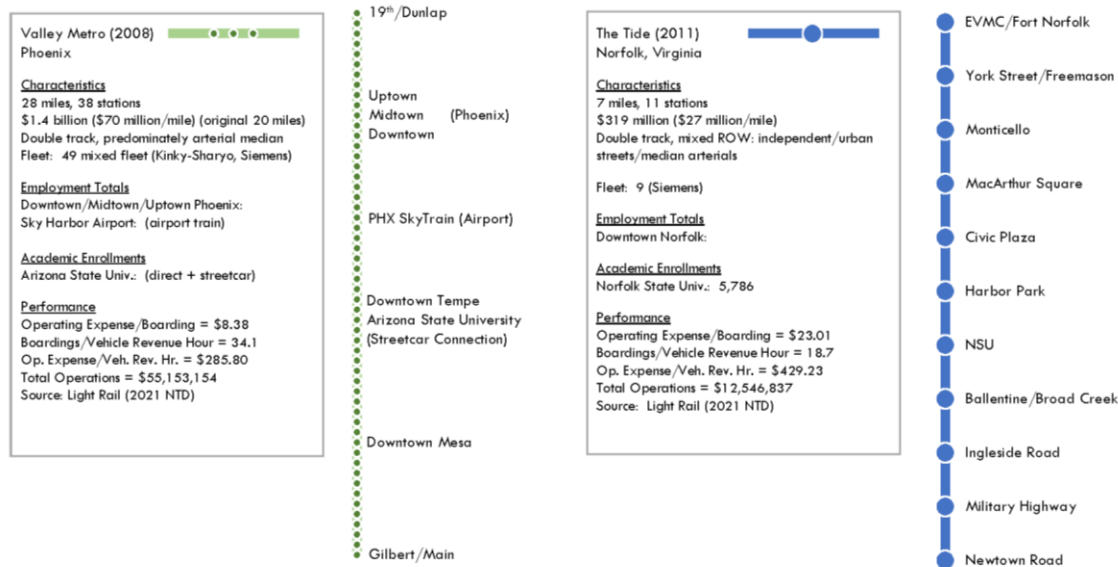 Valley Metro (2008)
Phoenix
Characteristics
28 miles, 38 stations
$1.4 billion ($70 million/mile) (original 20 miles)
Double track, predominately arterial median
Fleet: 49 mixed fleet (Kinky-Sharyo, Siemens)
Employment Totals
Downtown/Midtown/Uptown Phoenix:
Sky Harbor Airport: (airport train)
Academic Enrollments
Arizona State Univ.: (direct + streetcar)
Performance
Operating Expense/Boarding = $8.38
Boardings/Vehicle Revenue Hour = 34.1
Op. Expense/Veh. Rev. Hr. = $285.80
Total Operations = $55,153,154
Source: Light Rail (2021 NTD)
19th/Dunlap
Uptown
Midtown (Phoenix)
Downtown
PHX SkyTrain (Airport)
Downtown Tempe
Arizona State University
(Streetcar Connection)
Downtown Mesa
Gilbert/Main
The Tide (2011)
Norfolk, Virginia
Characteristics
7 miles, 11 stations
$319 million ($27 million/mile)
Double track, mixed ROW: independent/urban
streets/median arterials
Fleet: 9 (Siemens)
Employment Totals
Downtown Norfolk:
Academic Enrollments
Norfolk State Univ.: 5,786
Performance
Operating Expense/Boarding = $23.01
Boardings/Vehicle Revenue Hour = 18.7
Op. Expense/Veh. Rev. Hr. = $429.23
Total Operations = $12,546,837
Source: Light Rail (2021 NTD)
EVMC/Fort Norfolk
York Street/Freemason
Monticello
MacArthur Square
Civic Plaza
Harbor Park
NSU
Ballentine/Broad Creek
Ingleside Road
Military Highway
Newtown Road